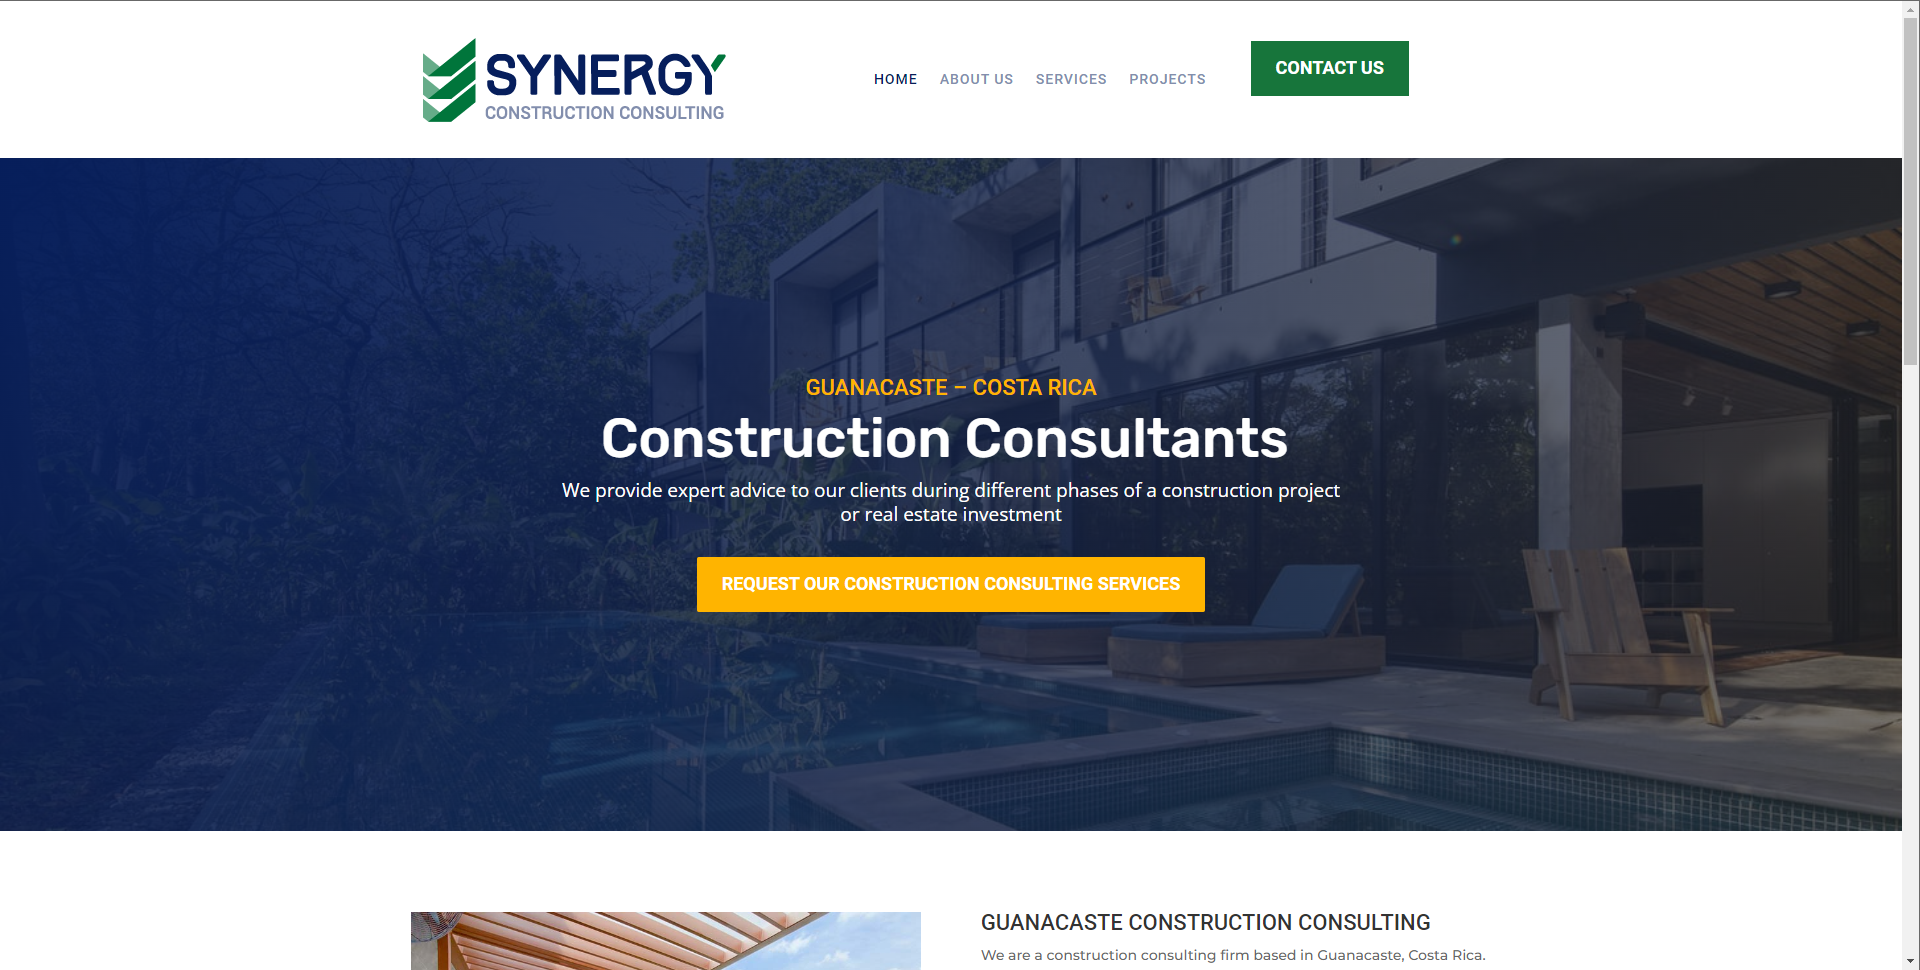 SYNERGY
CONSTRUCTION CONSULTING
HOME
ABOUT US
SERVICES
PROJECTS
CONTACT US
GUANACASTE – COSTA RICA
Construction Consultants
We provide expert advice to our clients during different phases of a construction project
or real estate investment
REQUEST OUR CONSTRUCTION CONSULTING SERVICES
GUANACASTE CONSTRUCTION CONSULTING
We are a construction consulting firm based in Guanacaste, Costa Rica.